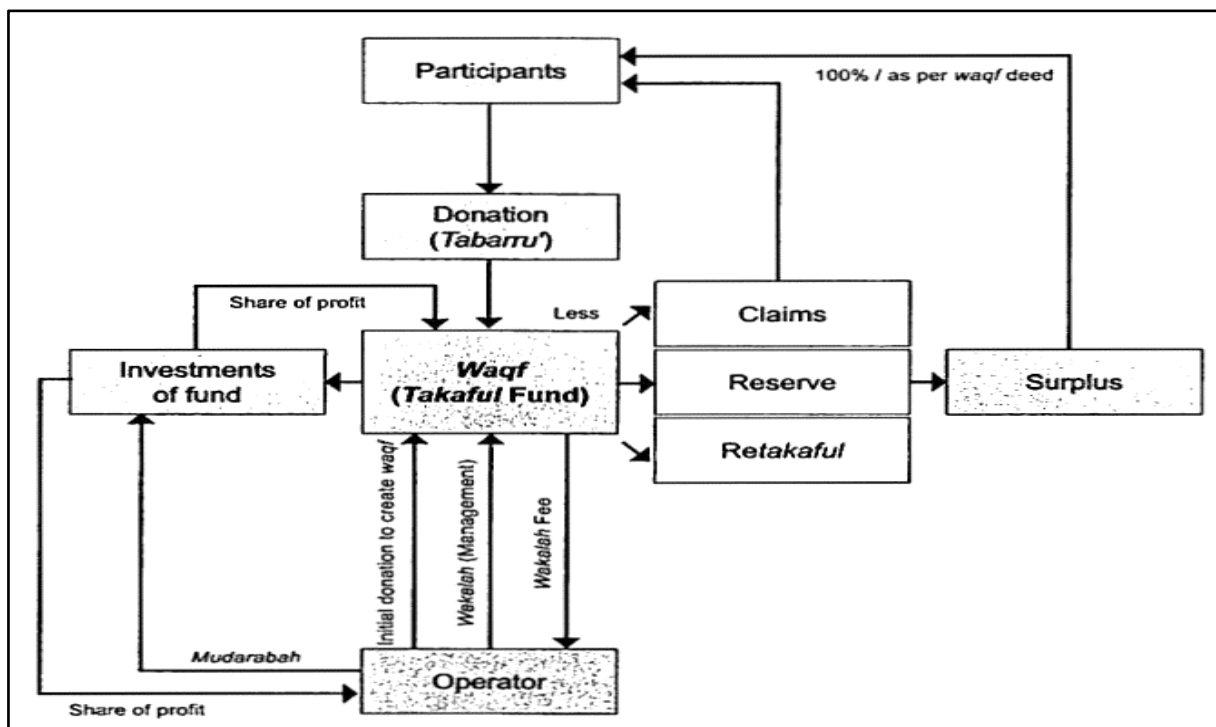 Participants
100% / as per waqf deed
Donation
(Tabarru')
Share of profit
Less
Claims
Investments
of fund
Waqf
(Takaful Fund)
Reserve
Surplus
Retakaful
Initial donation to create waqf
Wakalah (Management)
Wakalah Fee
Mudarabah
Operator
Share of profit